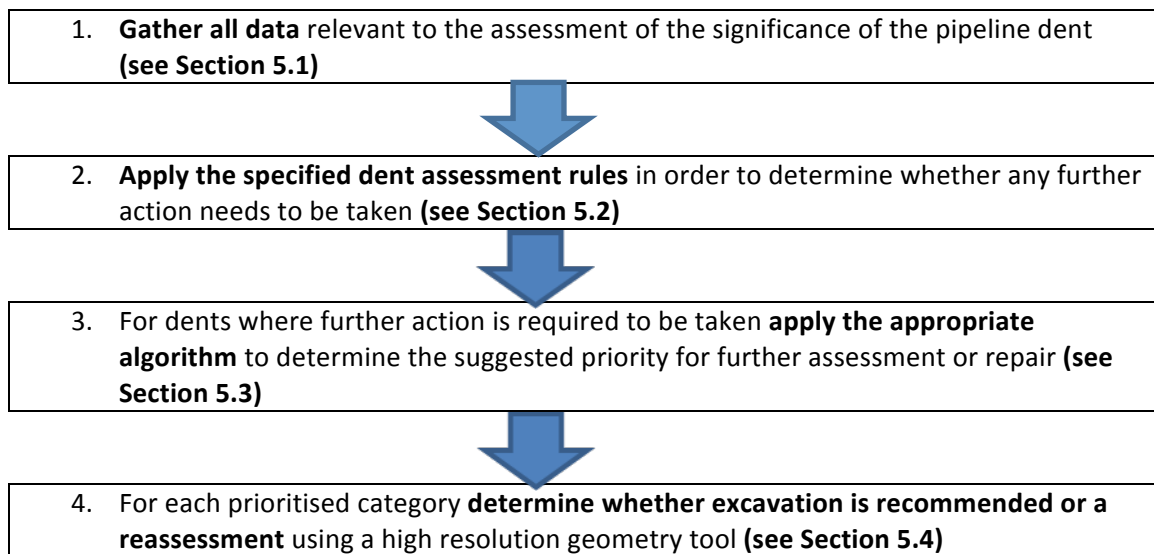 1. Gather all data relevant to the assessment of the significance of the pipeline dent
(see Section 5.1)
2. Apply the specified dent assessment rules in order to determine whether any further
action needs to be taken (see Section 5.2)
3. For dents where further action is required to be taken apply the appropriate
algorithm to determine the suggested priority for further assessment or repair (see
Section 5.3)
4. For each prioritised category determine whether excavation is recommended or a
reassessment using a high resolution geometry tool (see Section 5.4)